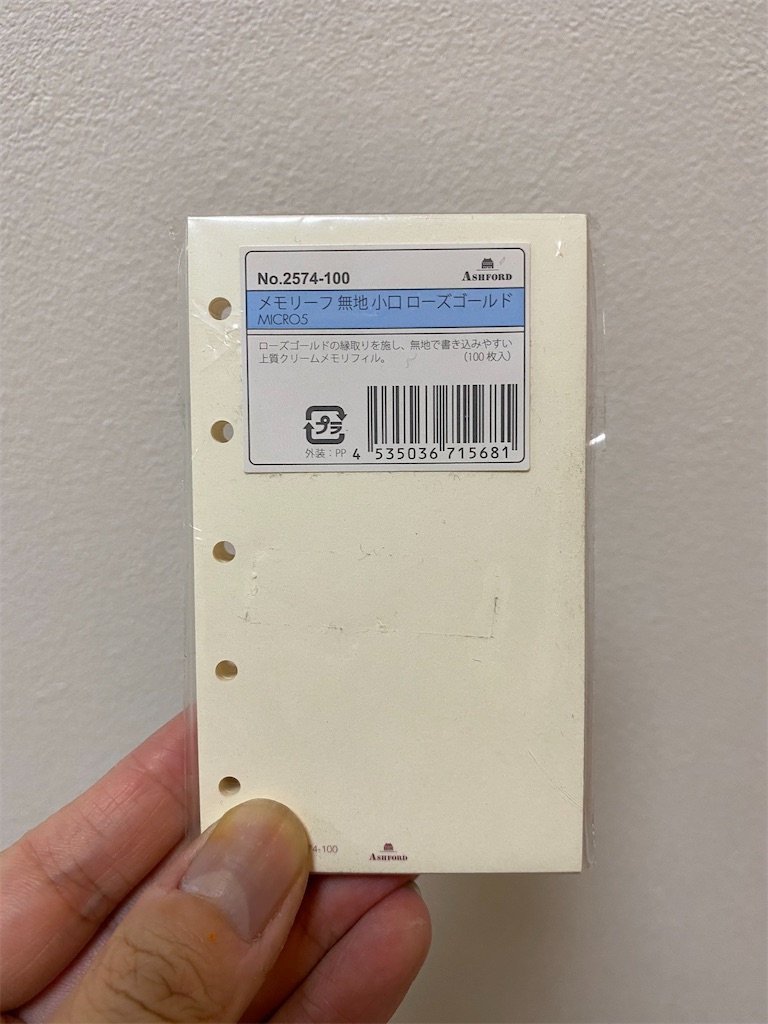 No.2574-100
ASHFORD
メモリーフ 無地 小口 ローズゴールド
MICRO5
ローズゴールドの縁取りを施し、無地で書き込みやすい
上質クリームメモリフィル。 (100枚入)
プラ
外装：PP
4 535036 715681
74-100
ASHFORD